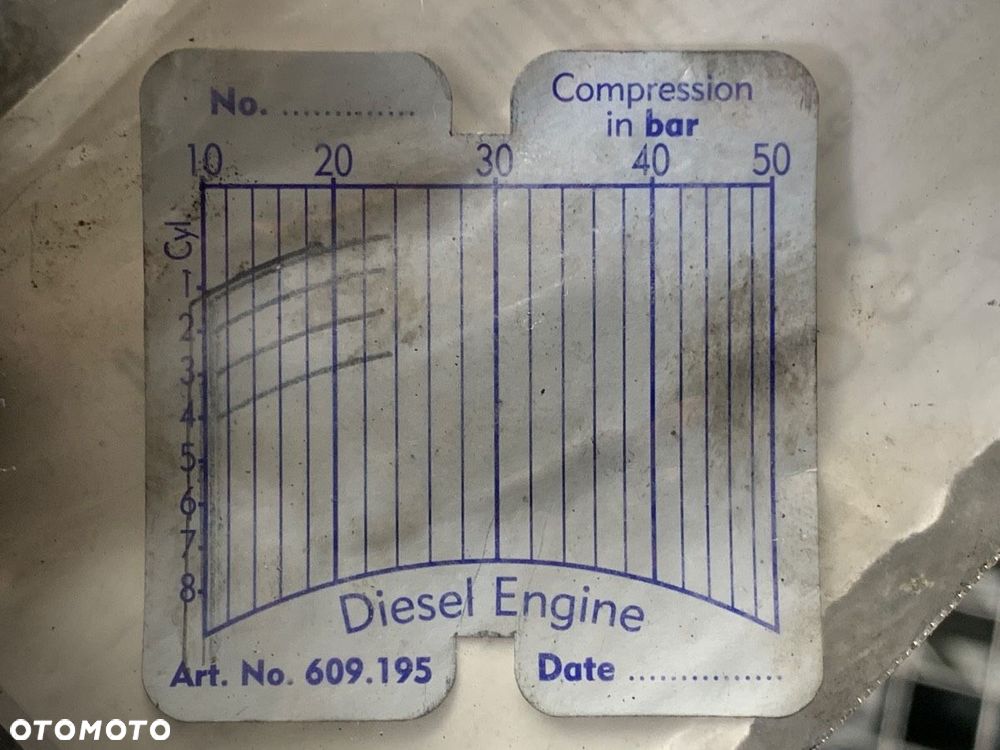 No. ..............
Compression
in bar
10 20 30 40 50
Cyl.
1
2
3
4
5
6
7
8
Diesel Engine
Art. No. 609.195
Date ................
OTOMOTO